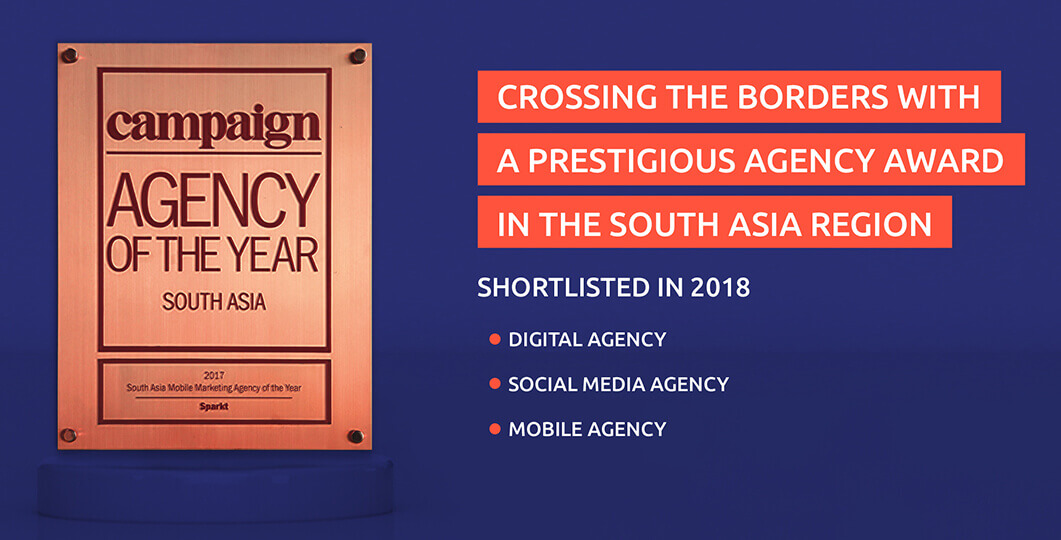 campaign
AGENCY
OF THE YEAR
SOUTH ASIA
2017
South Asia Mobile Marketing Agency of the Year
Sparkt
CROSSING THE BORDERS WITH
A PRESTIGIOUS AGENCY AWARD
IN THE SOUTH ASIA REGION
SHORTLISTED IN 2018
DIGITAL AGENCY
SOCIAL MEDIA AGENCY
MOBILE AGENCY